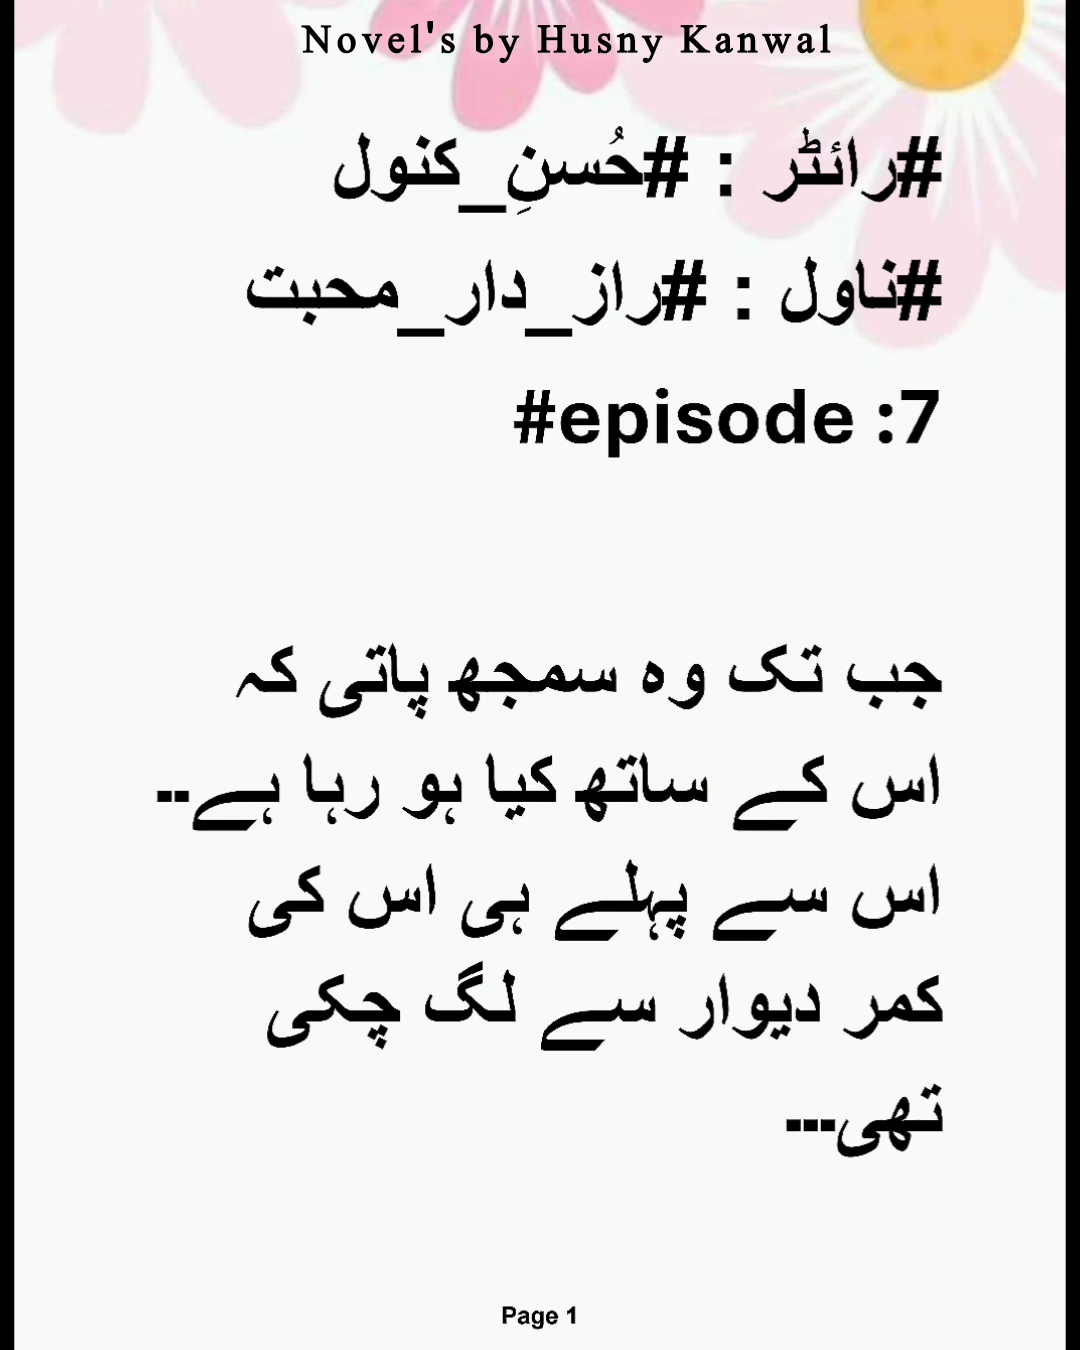 Novel's by Husny Kanwal
#رائٹر : #حُسنِ_کنول
#ناول : #راز_دار_محبت
#episode :7
جب تک وہ سمجھ پاتی کہ
اس کے ساتھ کیا ہو رہا ہے..
اس سے پہلے ہی اس کی
کمر دیوار سے لگ چکی
تھی...
Page 1